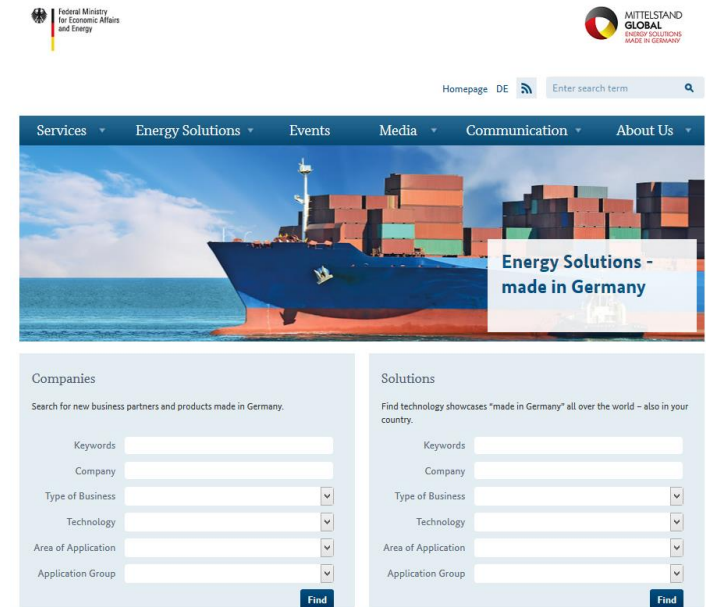 Federal Ministry
for Economic Affairs
and Energy
MITTELSTAND
GLOBAL
ENERGY SOLUTIONS
MADE IN GERMANY
Homepage DE Enter search term
Services Energy Solutions Events Media Communication About Us
Energy Solutions -
made in Germany
Companies
Search for new business partners and products made in Germany.
Keywords
Company
Type of Business
Technology
Area of Application
Application Group
Find
Solutions
Find technology showcases "made in Germany" all over the world – also in your
country.
Keywords
Company
Type of Business
Technology
Area of Application
Application Group
Find